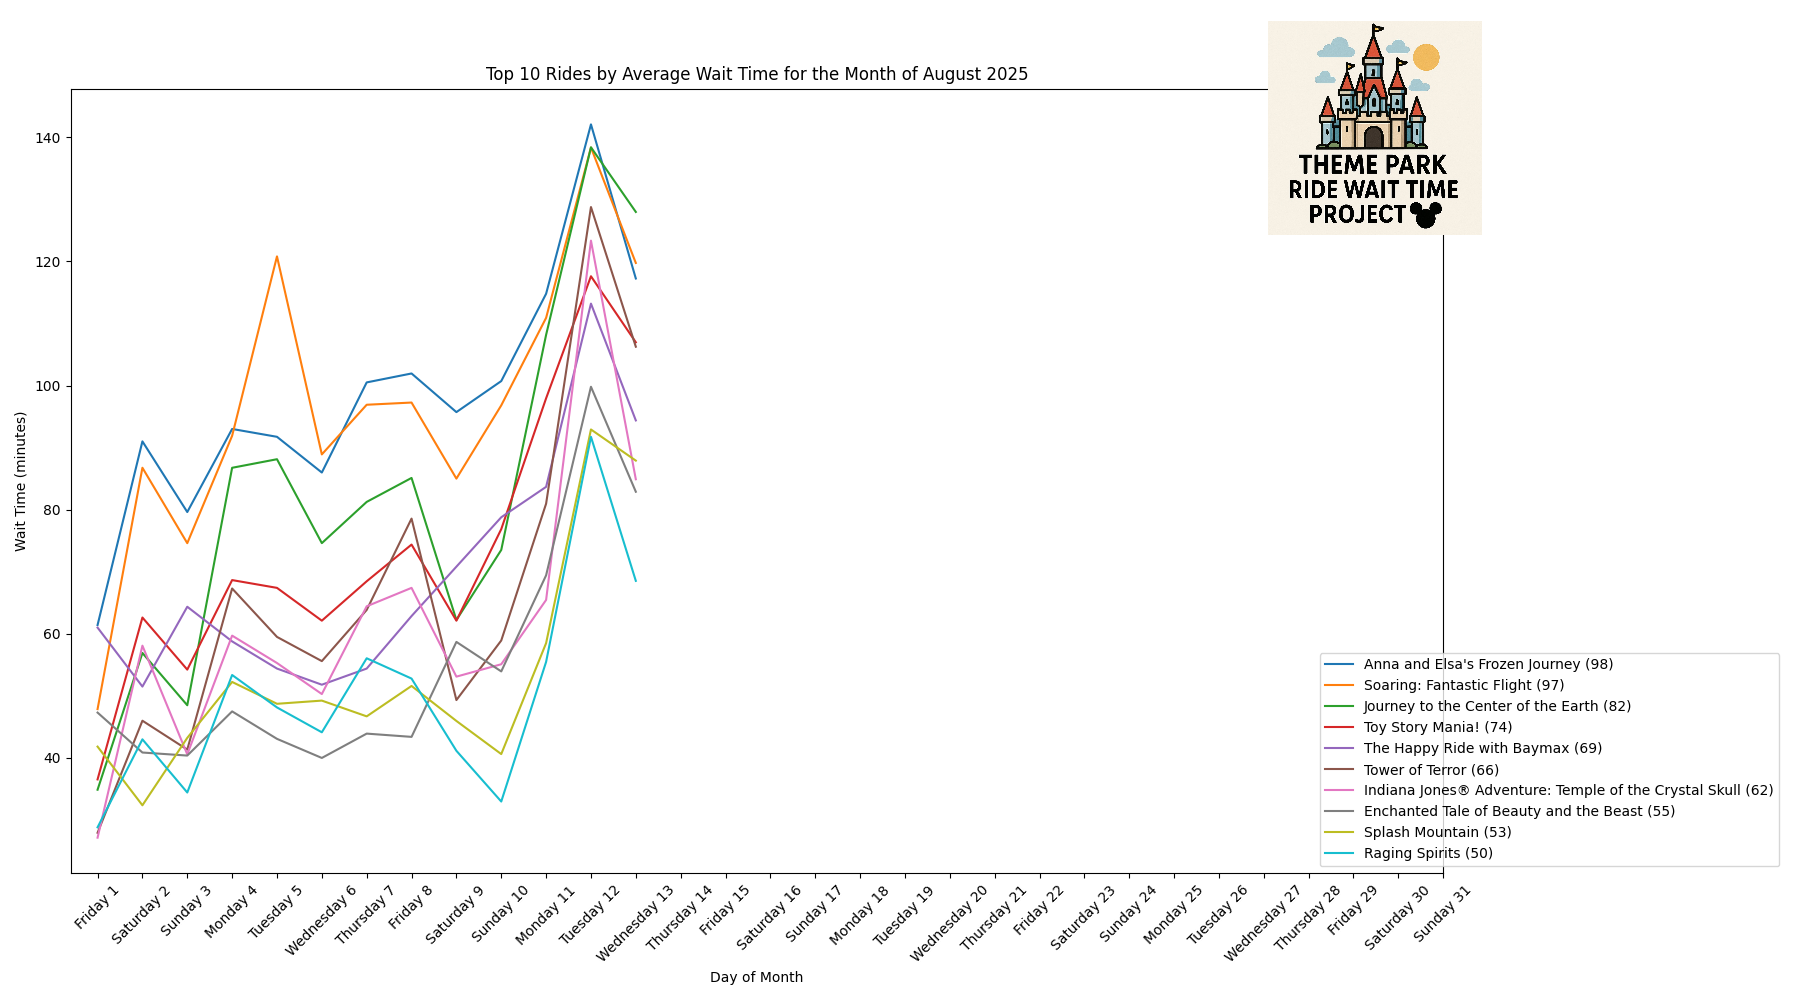 THEME PARK
RIDE WAIT TIME
PROJECT
Top 10 Rides by Average Wait Time for the Month of August 2025
Wait Time (minutes)
140
120
100
80
60
40
Anna and Elsa's Frozen Journey (98)
Soaring: Fantastic Flight (97)
Journey to the Center of the Earth (82)
Toy Story Mania! (74)
The Happy Ride with Baymax (69)
Tower of Terror (66)
Indiana Jones® Adventure: Temple of the Crystal Skull (62)
Enchanted Tale of Beauty and the Beast (55)
Splash Mountain (53)
Raging Spirits (50)
Friday 1
Saturday 2
Sunday 3
Monday 4
Tuesday 5
Wednesday 6
Thursday 7
Friday 8
Saturday 9
Sunday 10
Monday 11
Tuesday 12
Wednesday 13
Thursday 14
Friday 15
Saturday 16
Sunday 17
Monday 18
Tuesday 19
Wednesday 20
Thursday 21
Friday 22
Saturday 23
Sunday 24
Monday 25
Tuesday 26
Wednesday 27
Thursday 28
Friday 29
Saturday 30
Sunday 31
Day of Month